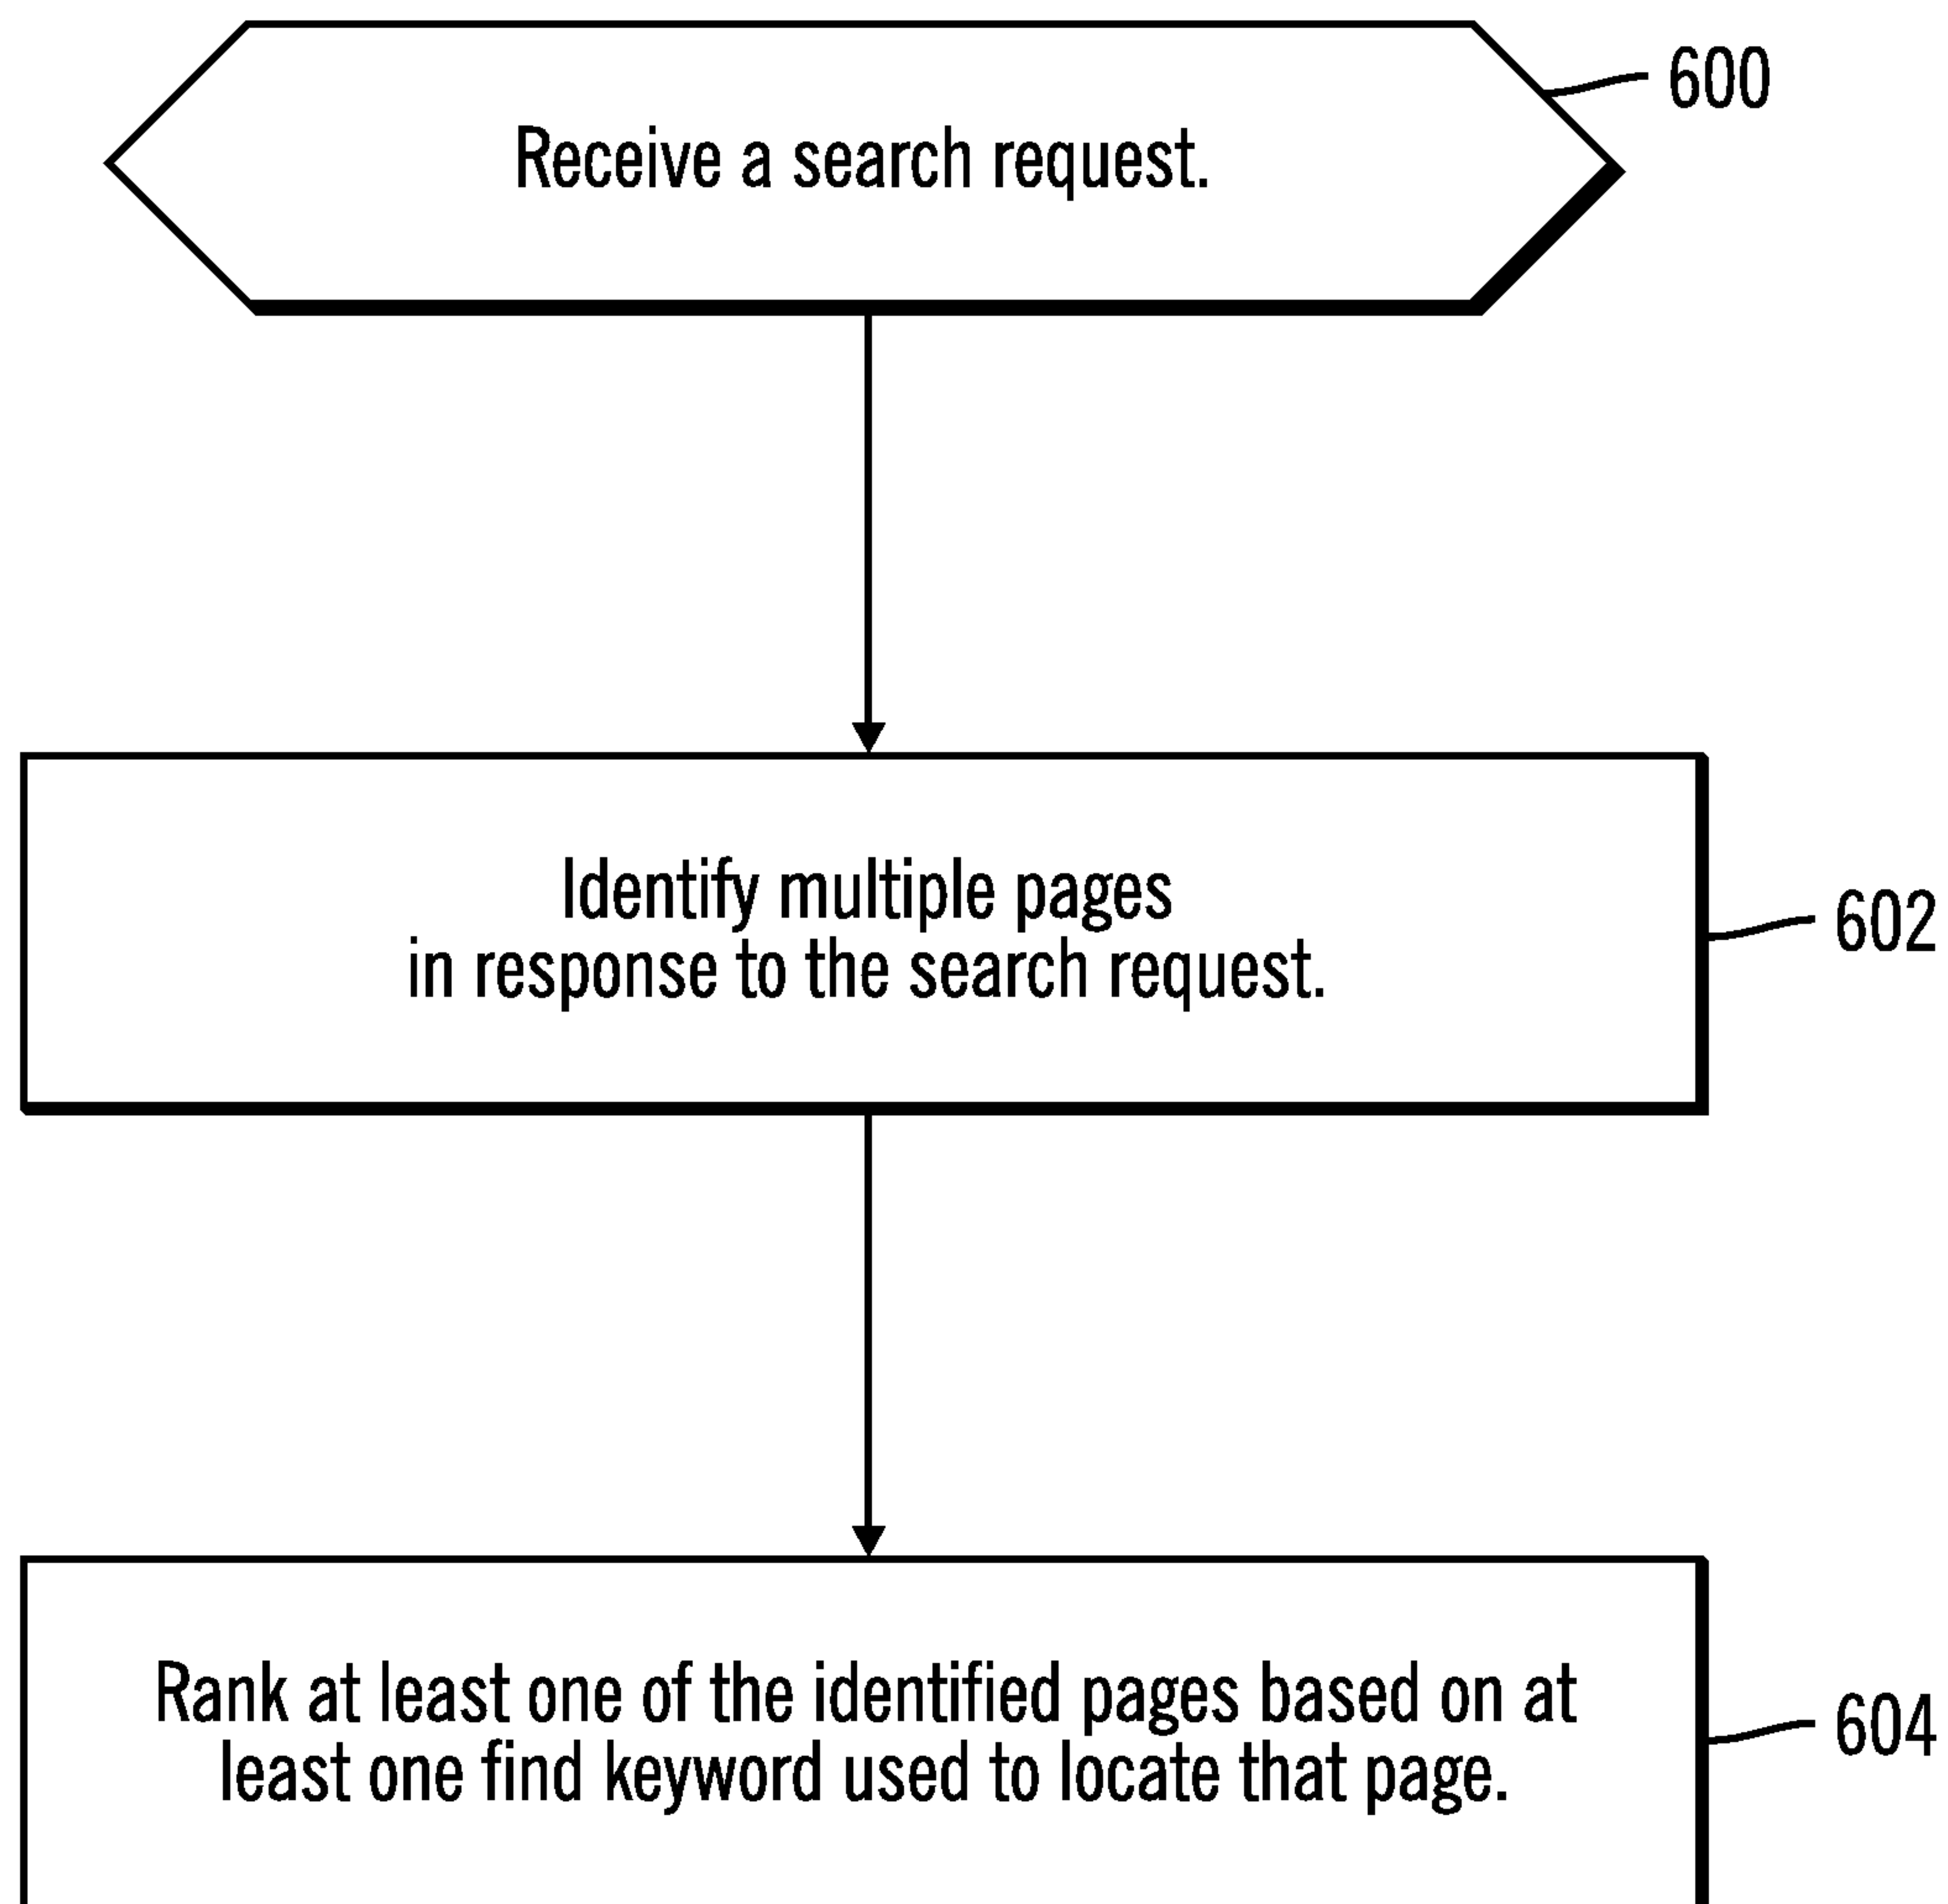 Receive a search request.
600
Identify multiple pages
in response to the search request.
602
Rank at least one of the identified pages based on at
least one find keyword used to locate that page.
604